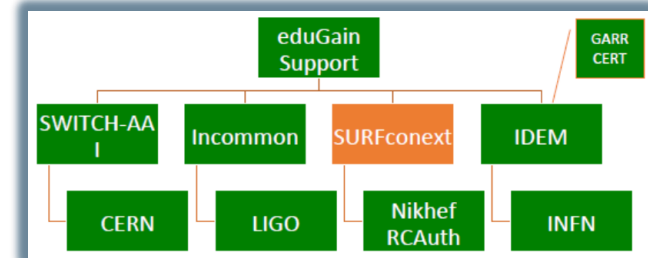 eduGain
Support
GARR
CERT
SWITCH-AA
I
Incommon
SURFconext
IDEM
CERN
LIGO
Nikhef
RCAuth
INFN